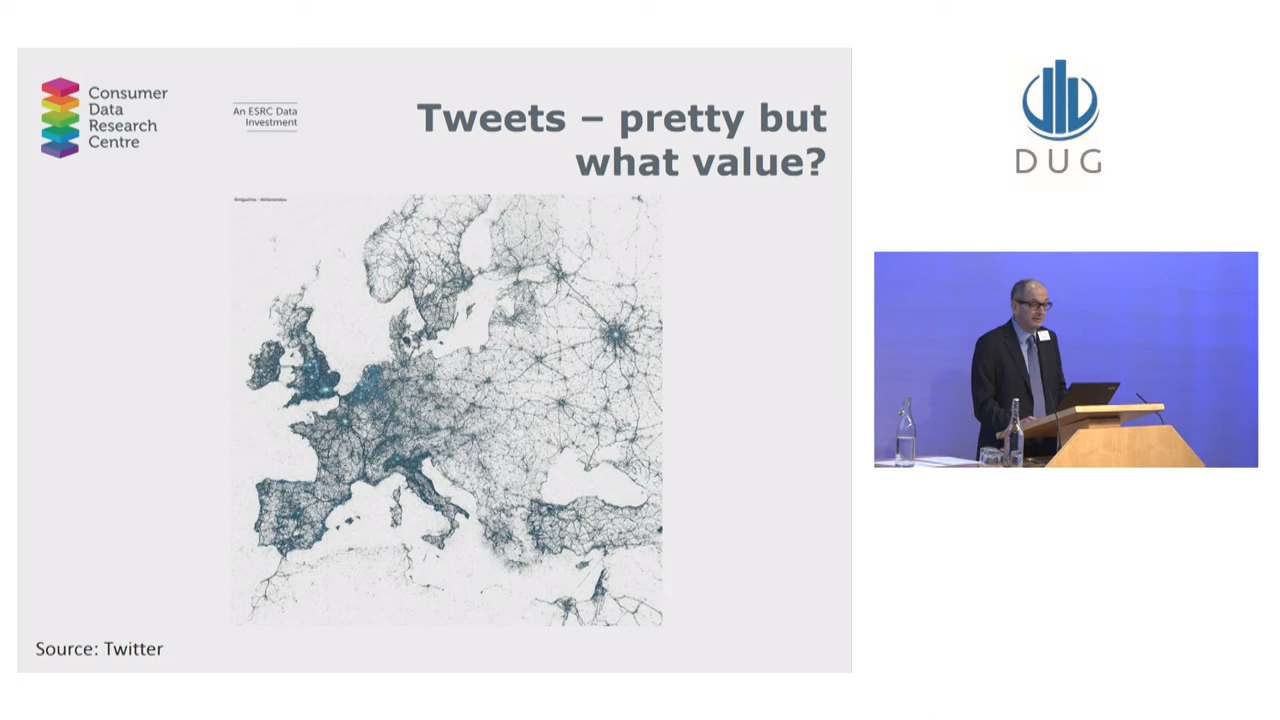 Consumer
Data
Research
Centre
An ESRC Data
Investment
Tweets – pretty but
what value?
Source: Twitter
DUG